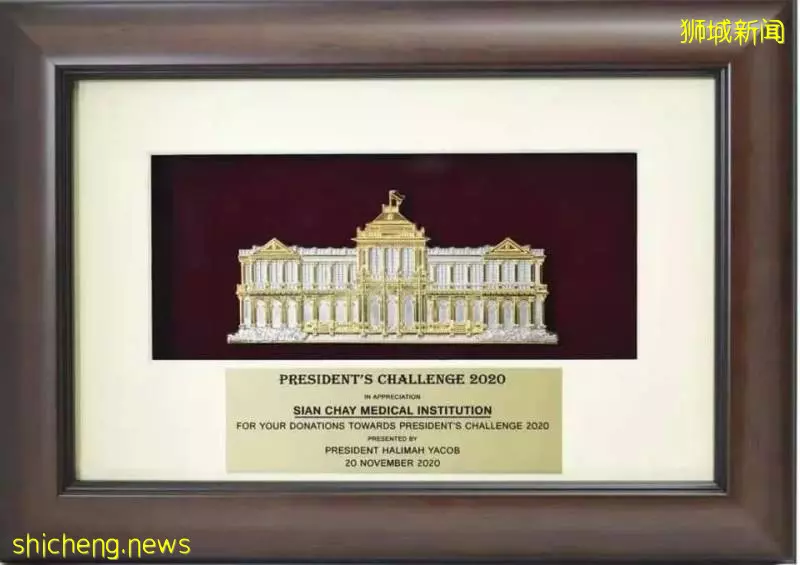 狮城新闻
PRESIDENT'S CHALLENGE 2020
IN APPRECIATION
SIAN CHAY MEDICAL INSTITUTION
FOR YOUR DONATIONS TOWARDS PRESIDENT'S CHALLENGE 2020
PRESENTED BY
PRESIDENT HALIMAH YACOB
20 NOVEMBER 2020
shicheng.news